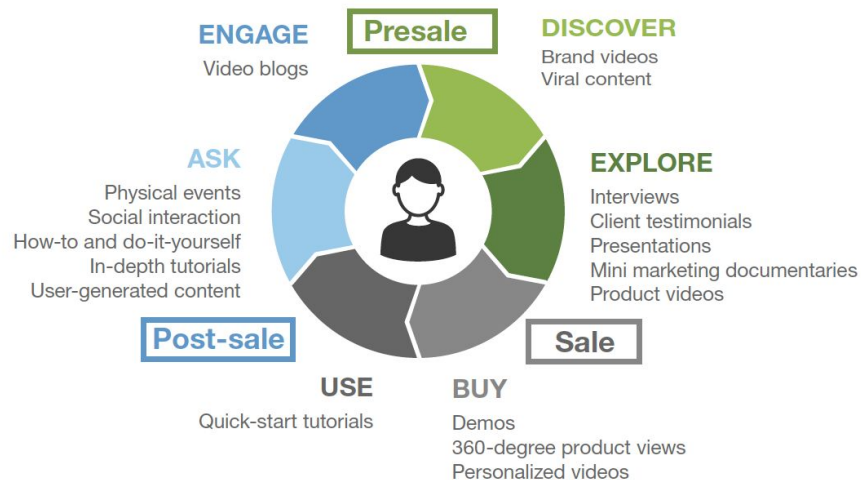 Presale
DISCOVER
Brand videos
Viral content
EXPLORE
Interviews
Client testimonials
Presentations
Mini marketing documentaries
Product videos
Sale
BUY
Demos
360-degree product views
Personalized videos
USE
Quick-start tutorials
Post-sale
ASK
Physical events
Social interaction
How-to and do-it-yourself
In-depth tutorials
User-generated content
ENGAGE
Video blogs